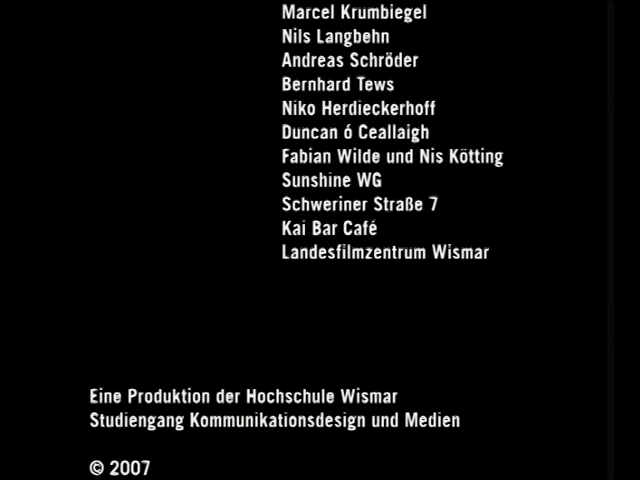 Marcel Krumbiegel
Nils Langbehn
Andreas Schröder
Bernhard Tews
Niko Herdieckerhoff
Duncan ó Ceallaigh
Fabian Wilde und Nis Kötting
Sunshine WG
Schweriner Straße 7
Kai Bar Café
Landesfilmzentrum Wismar
Eine Produktion der Hochschule Wismar
Studiengang Kommunikationsdesign und Medien
© 2007